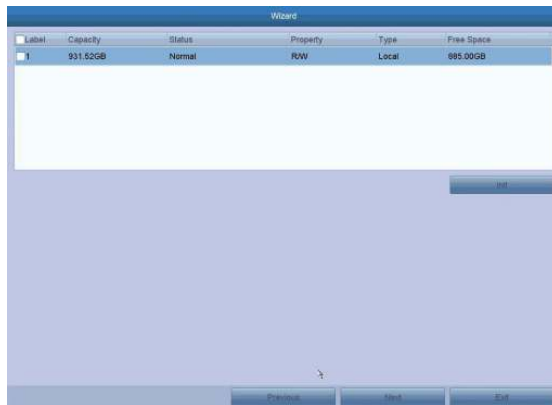 Wizard
Label Capacity Status Property Type Free Space
1 931.52GB Normal R/W Local 885.00GB
Init
Previous Next Exit